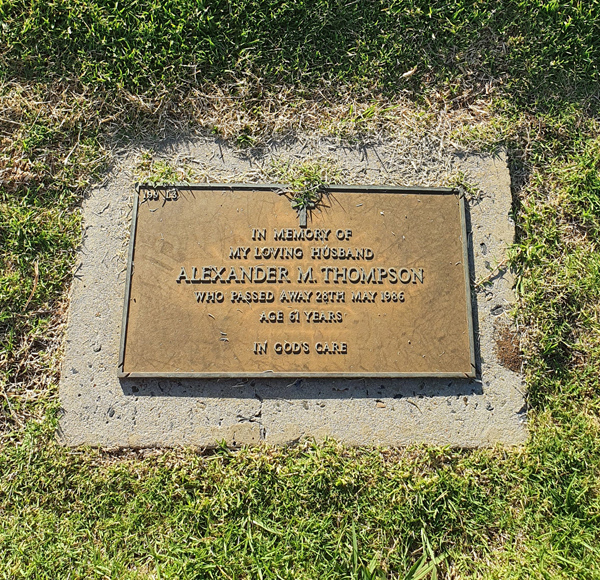 IN MEMORY OF
MY LOVING HUSBAND
ALEXANDER M. THOMPSON
WHO PASSED AWAY 28TH MAY 1986
AGE 61 YEARS
IN GOD'S CARE